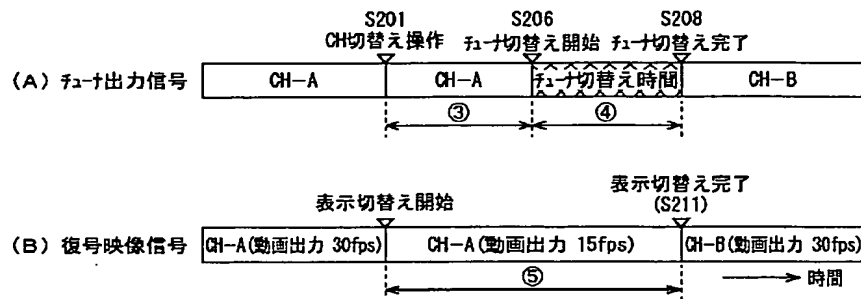 S201
CH切替え操作
S206
チューナ切替え開始
S208
チューナ切替え完了
(A) チューナ出力信号
CH-A
CH-A
チューナ切替え時間
CH-B
③
④
表示切替え開始
表示切替え完了
(S211)
(B) 復号映像信号
CH-A(動画出力 30fps)
CH-A(動画出力 15fps)
CH-B(動画出力 30fps)
⑤
時間